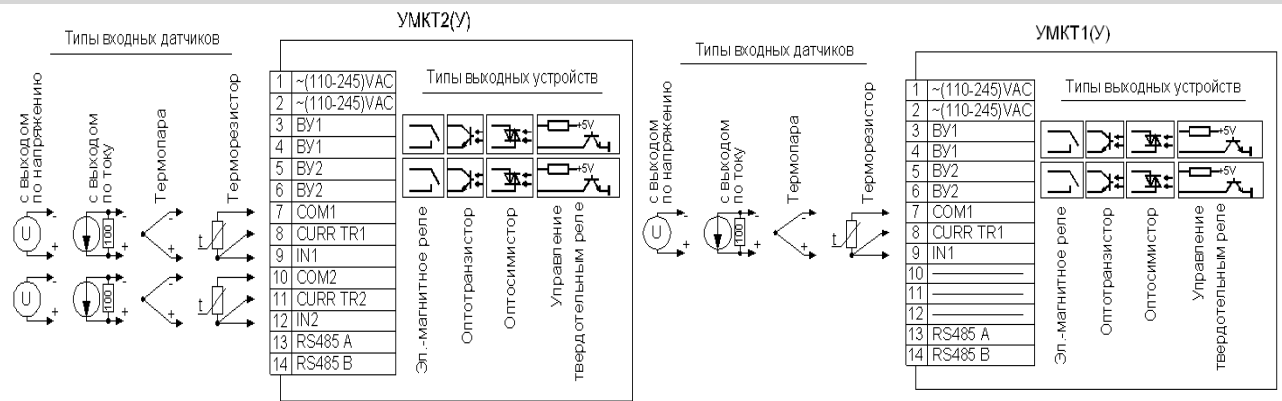 УМКТ2(У)
Типы входных датчиков
с выходом
по напряжению
с выходом
по току
Термопара
Терморезистор
U
100
t
- + - + - +
U
100
t
- + - + - +
1 ~(110-245)VAC
2 ~(110-245)VAC
3 ВУ1
4 ВУ1
5 ВУ2
6 ВУ2
7 COM1
8 CURR TR1
9 IN1
10 COM2
11 CURR TR2
12 IN2
13 RS485 A
14 RS485 B
Типы выходных устройств
+5V
+5V
Эл.-магнитное реле
Оптотранзистор
Оптосимистор
Управление
твердотельным реле
УМКТ1(У)
Типы входных датчиков
с выходом
по напряжению
с выходом
по току
Термопара
Терморезистор
U
100
t
- + - + - +
1 ~(110-245)VAC
2 ~(110-245)VAC
3 ВУ1
4 ВУ1
5 ВУ2
6 ВУ2
7 COM1
8 CURR TR1
9 IN1
10
11
12
13 RS485 A
14 RS485 B
Типы выходных устройств
+5V
+5V
Эл.-магнитное реле
Оптотранзистор
Оптосимистор
Управление
твердотельным реле